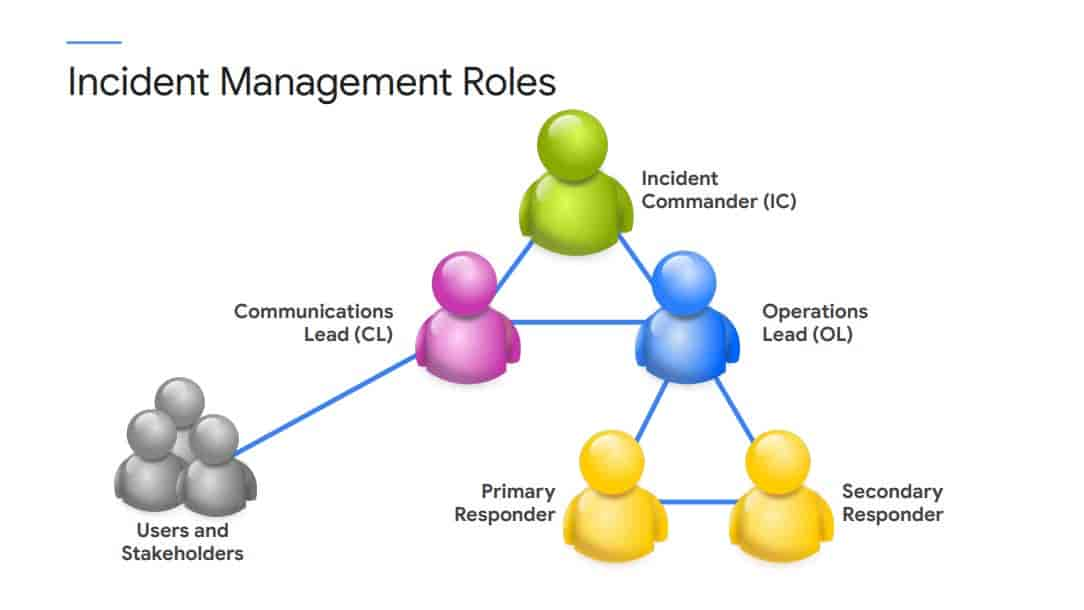 Incident Management Roles
Incident
Commander (IC)
Communications
Lead (CL)
Operations
Lead (OL)
Primary
Responder
Secondary
Responder
Users and
Stakeholders